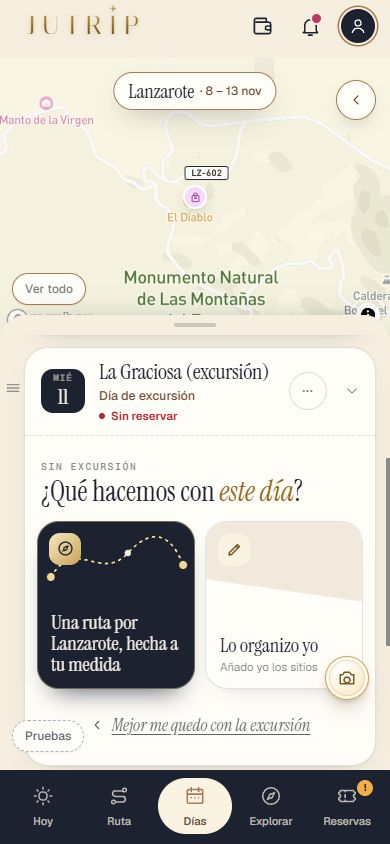 JUTRIP
Lanzarote · 8 – 13 nov
Manto de la Virgen
LZ-602
El Diablo
Ver todo
Monumento Natural
de Las Montañas
Caldera
MIÉ
11
La Graciosa (excursión)
Día de excursión
Sin reservar
SIN EXCURSIÓN
¿Qué hacemos con este día?
Una ruta por
Lanzarote, hecha a
tu medida
Lo organizo yo
Añado yo los sitios
Mejor me quedo con la excursión
Pruebas
Hoy
Ruta
Días
Explorar
Reservas
!